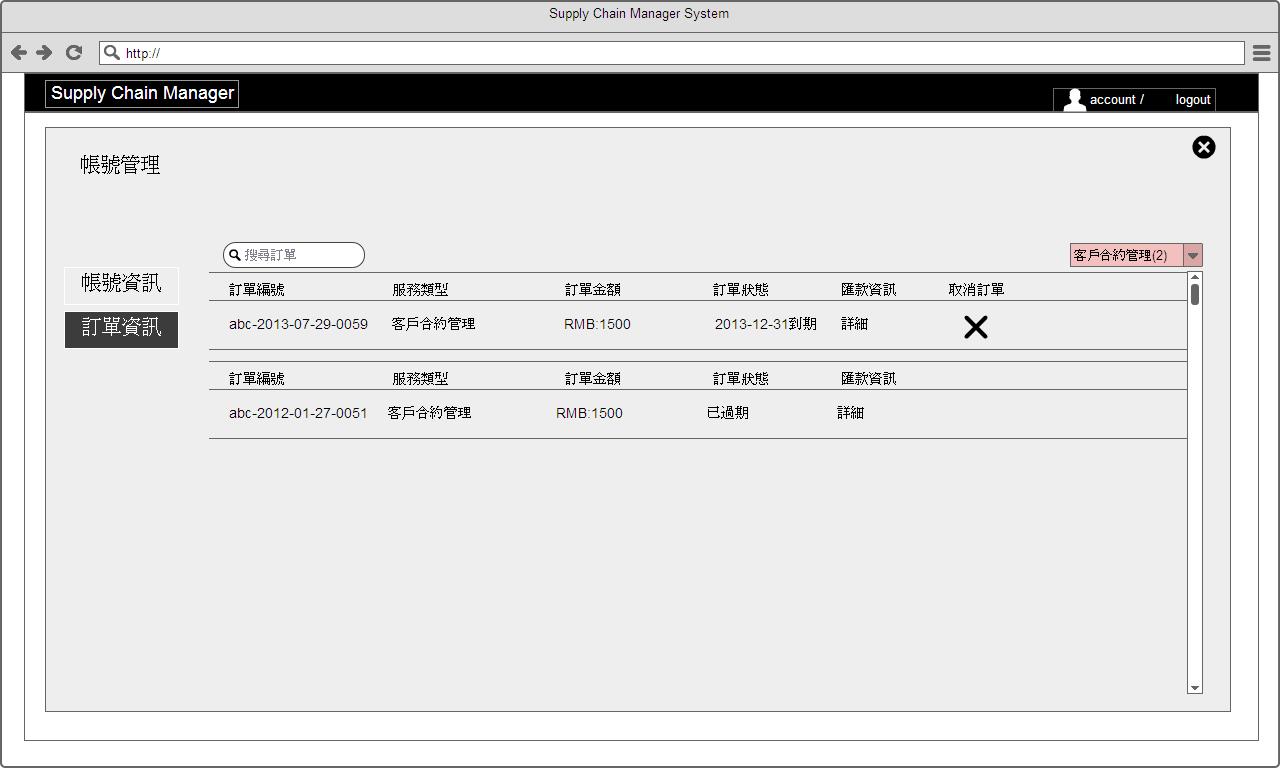 Supply Chain Manager System
http://
Supply Chain Manager
account / logout
帳號管理
搜尋訂單
客戶合約管理(2)
帳號資訊
訂單資訊
訂單編號 服務類型 訂單金額 訂單狀態 匯款資訊 取消訂單
abc-2013-07-29-0059 客戶合約管理 RMB:1500 2013-12-31到期 詳細
訂單編號 服務類型 訂單金額 訂單狀態 匯款資訊
abc-2012-01-27-0051 客戶合約管理 RMB:1500 已過期 詳細